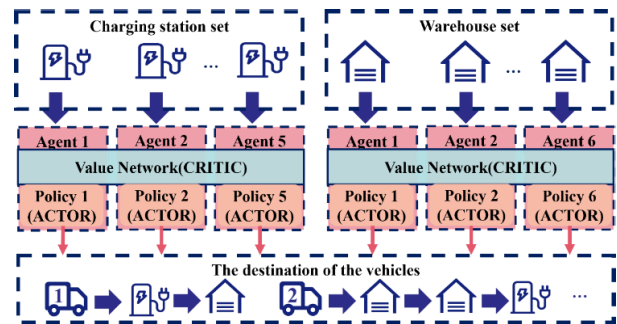 Charging station set
Warehouse set
...
...
Agent 1
Agent 2
Agent 5
Agent 1
Agent 2
Agent 6
Value Network(CRITIC)
Value Network(CRITIC)
Policy 1
(ACTOR)
Policy 2
(ACTOR)
Policy 5
(ACTOR)
Policy 1
(ACTOR)
Policy 2
(ACTOR)
Policy 6
(ACTOR)
The destination of the vehicles
1
2
...